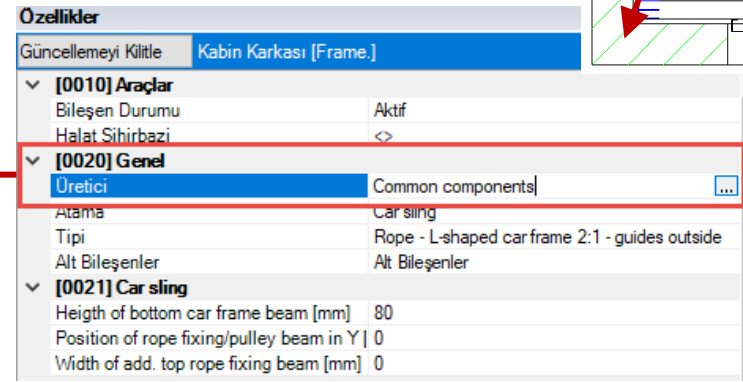 Özellikler
Güncellemeyi Kilitle Kabin Karkası [Frame.]
[0010] Araçlar
Bileşen Durumu Aktif
Halat Sihirbazi <>
[0020] Genel
Üretici Common components ...
Atama Car sling
Tipi Rope - L-shaped car frame 2:1 - guides outside
Alt Bileşenler Alt Bileşenler
[0021] Car sling
Heigth of bottom car frame beam [mm] 80
Position of rope fixing/pulley beam in Y [ 0
Width of add. top rope fixing beam [mm] 0